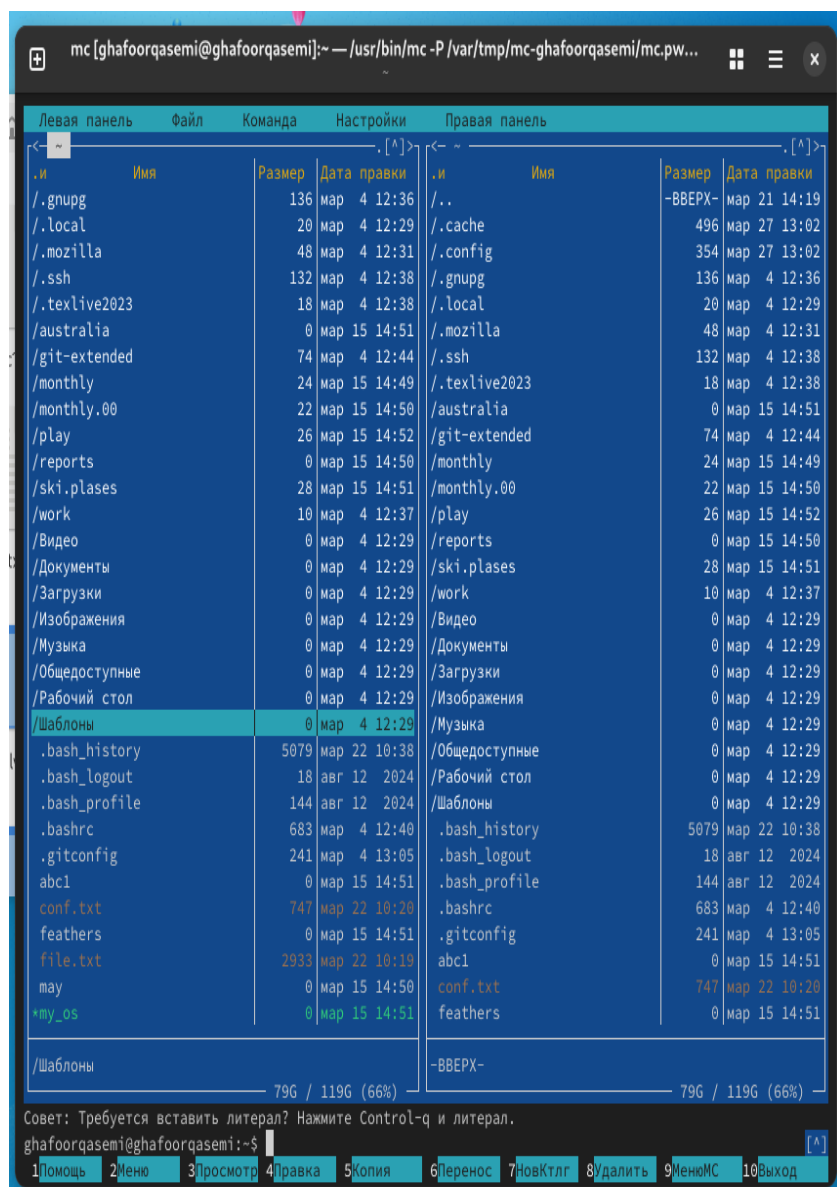 mc [ghafoorqasemi@ghafoorqasemi]:~ — /usr/bin/mc -P /var/tmp/mc-ghafoorqasemi/mc.pw...
~
Левая панель Файл Команда Настройки Правая панель
<─ ~ .[^]> <─ ~ .[^]>
.и Имя Размер Дата правки .и Имя Размер Дата правки
/.gnupg 136 мар 4 12:36 /.. -ВВЕРХ- мар 21 14:19
/.local 20 мар 4 12:29 /.cache 496 мар 27 13:02
/.mozilla 48 мар 4 12:31 /.config 354 мар 27 13:02
/.ssh 132 мар 4 12:38 /.gnupg 136 мар 4 12:36
/.texlive2023 18 мар 4 12:38 /.local 20 мар 4 12:29
/australia 0 мар 15 14:51 /.mozilla 48 мар 4 12:31
/git-extended 74 мар 4 12:44 /.ssh 132 мар 4 12:38
/monthly 24 мар 15 14:49 /.texlive2023 18 мар 4 12:38
/monthly.00 22 мар 15 14:50 /australia 0 мар 15 14:51
/play 26 мар 15 14:52 /git-extended 74 мар 4 12:44
/reports 0 мар 15 14:50 /monthly 24 мар 15 14:49
/ski.plases 28 мар 15 14:51 /monthly.00 22 мар 15 14:50
/work 10 мар 4 12:37 /play 26 мар 15 14:52
/Видео 0 мар 4 12:29 /reports 0 мар 15 14:50
/Документы 0 мар 4 12:29 /ski.plases 28 мар 15 14:51
/Загрузки 0 мар 4 12:29 /work 10 мар 4 12:37
/Изображения 0 мар 4 12:29 /Видео 0 мар 4 12:29
/Музыка 0 мар 4 12:29 /Документы 0 мар 4 12:29
/Общедоступные 0 мар 4 12:29 /Загрузки 0 мар 4 12:29
/Рабочий стол 0 мар 4 12:29 /Изображения 0 мар 4 12:29
/Шаблоны 0 мар 4 12:29 /Музыка 0 мар 4 12:29
.bash_history 5079 мар 22 10:38 /Общедоступные 0 мар 4 12:29
.bash_logout 18 авг 12 2024 /Рабочий стол 0 мар 4 12:29
.bash_profile 144 авг 12 2024 /Шаблоны 0 мар 4 12:29
.bashrc 683 мар 4 12:40 .bash_history 5079 мар 22 10:38
.gitconfig 241 мар 4 13:05 .bash_logout 18 авг 12 2024
abc1 0 мар 15 14:51 .bash_profile 144 авг 12 2024
conf.txt 747 мар 22 10:20 .bashrc 683 мар 4 12:40
feathers 0 мар 15 14:51 .gitconfig 241 мар 4 13:05
file.txt 2933 мар 22 10:19 abc1 0 мар 15 14:51
may 0 мар 15 14:50 conf.txt 747 мар 22 10:20
*my_os 0 мар 15 14:51 feathers 0 мар 15 14:51
/Шаблоны -ВВЕРХ-
79G / 119G (66%) 79G / 119G (66%)
Совет: Требуется вставить литерал? Нажмите Control-q и литерал.
ghafoorqasemi@ghafoorqasemi:~$ [^]
1Помощь 2Меню 3Просмотр 4Правка 5Копия 6Перенос 7НовКтлг 8Удалить 9МенюMC 10Выход